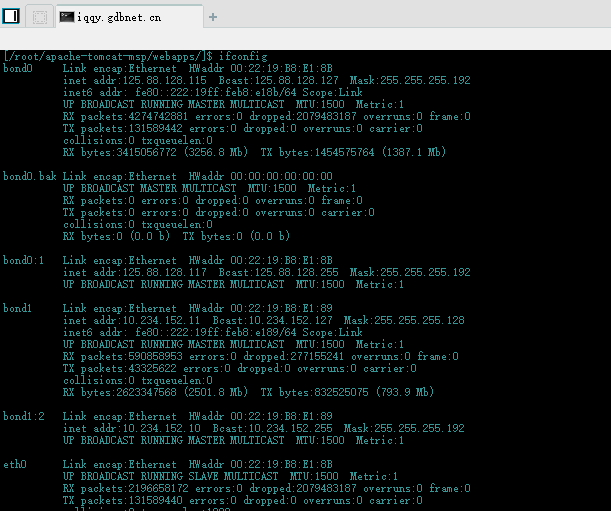 iqqy.gdbnet.cn
[/root/apache-tomcat-msp/webapps/]$ ifconfig
bond0 Link encap:Ethernet HWaddr 00:22:19:B8:E1:8B
inet addr:125.88.128.115 Bcast:125.88.128.127 Mask:255.255.255.192
inet6 addr: fe80::222:19ff:feb8:e18b/64 Scope:Link
UP BROADCAST RUNNING MASTER MULTICAST MTU:1500 Metric:1
RX packets:4274742881 errors:0 dropped:2079483187 overruns:0 frame:0
TX packets:131589442 errors:0 dropped:0 overruns:0 carrier:0
collisions:0 txqueuelen:0
RX bytes:3415056772 (3256.8 Mb) TX bytes:1454575764 (1387.1 Mb)
bond0.bak Link encap:Ethernet HWaddr 00:00:00:00:00:00
UP BROADCAST MASTER MULTICAST MTU:1500 Metric:1
RX packets:0 errors:0 dropped:0 overruns:0 frame:0
TX packets:0 errors:0 dropped:0 overruns:0 carrier:0
collisions:0 txqueuelen:0
RX bytes:0 (0.0 b) TX bytes:0 (0.0 b)
bond0:1 Link encap:Ethernet HWaddr 00:22:19:B8:E1:8B
inet addr:125.88.128.117 Bcast:125.88.128.255 Mask:255.255.255.192
UP BROADCAST RUNNING MASTER MULTICAST MTU:1500 Metric:1
bond1 Link encap:Ethernet HWaddr 00:22:19:B8:E1:89
inet addr:10.234.152.11 Bcast:10.234.152.127 Mask:255.255.255.128
inet6 addr: fe80::222:19ff:feb8:e189/64 Scope:Link
UP BROADCAST RUNNING MASTER MULTICAST MTU:1500 Metric:1
RX packets:590858953 errors:0 dropped:277155241 overruns:0 frame:0
TX packets:43325622 errors:0 dropped:0 overruns:0 carrier:0
collisions:0 txqueuelen:0
RX bytes:2623347568 (2501.8 Mb) TX bytes:832525075 (793.9 Mb)
bond1:2 Link encap:Ethernet HWaddr 00:22:19:B8:E1:89
inet addr:10.234.152.10 Bcast:10.234.152.255 Mask:255.255.255.192
UP BROADCAST RUNNING MASTER MULTICAST MTU:1500 Metric:1
eth0 Link encap:Ethernet HWaddr 00:22:19:B8:E1:8B
UP BROADCAST RUNNING SLAVE MULTICAST MTU:1500 Metric:1
RX packets:2196658172 errors:0 dropped:2079483187 overruns:0 frame:0
TX packets:131589440 errors:0 dropped:0 overruns:0 carrier:0